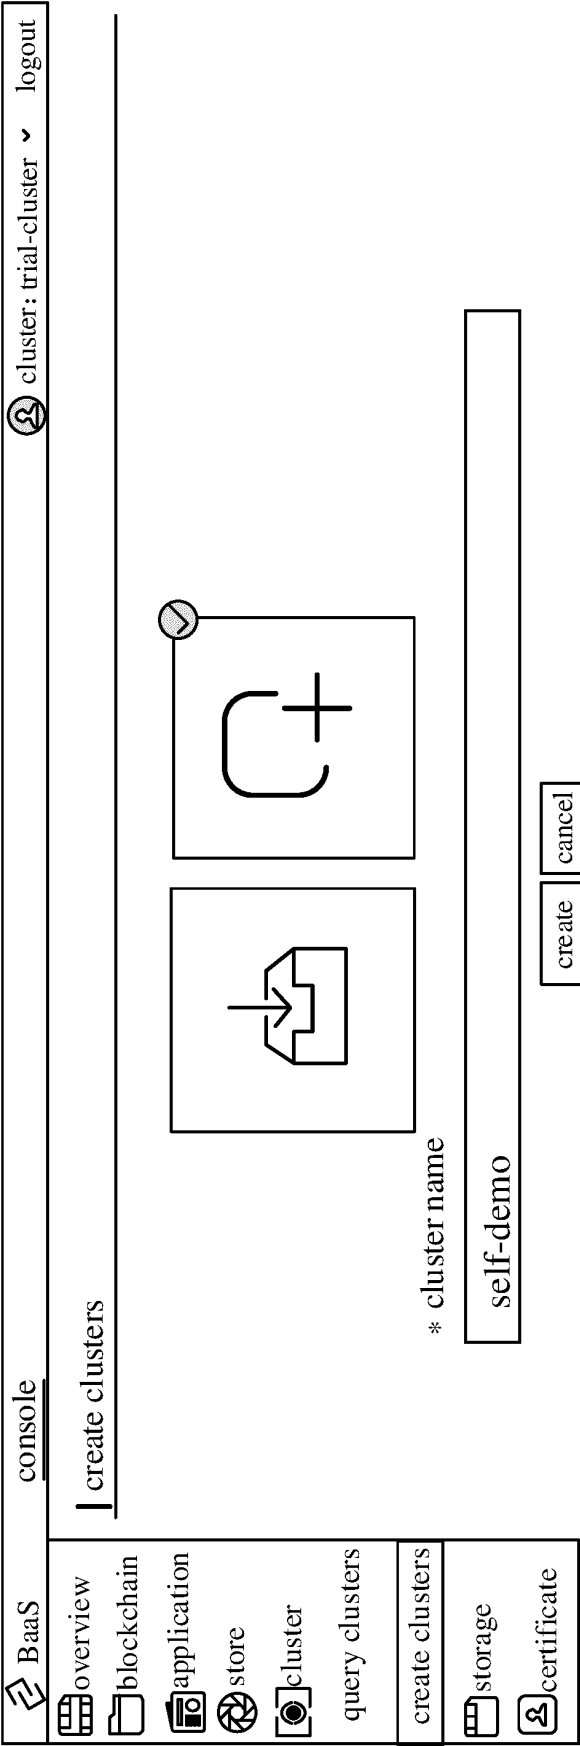 BaaS console cluster: trial-cluster logout
overview
blockchain
application
store
cluster
query clusters
create clusters
storage
certificate
create clusters
* cluster name
self-demo
create cancel